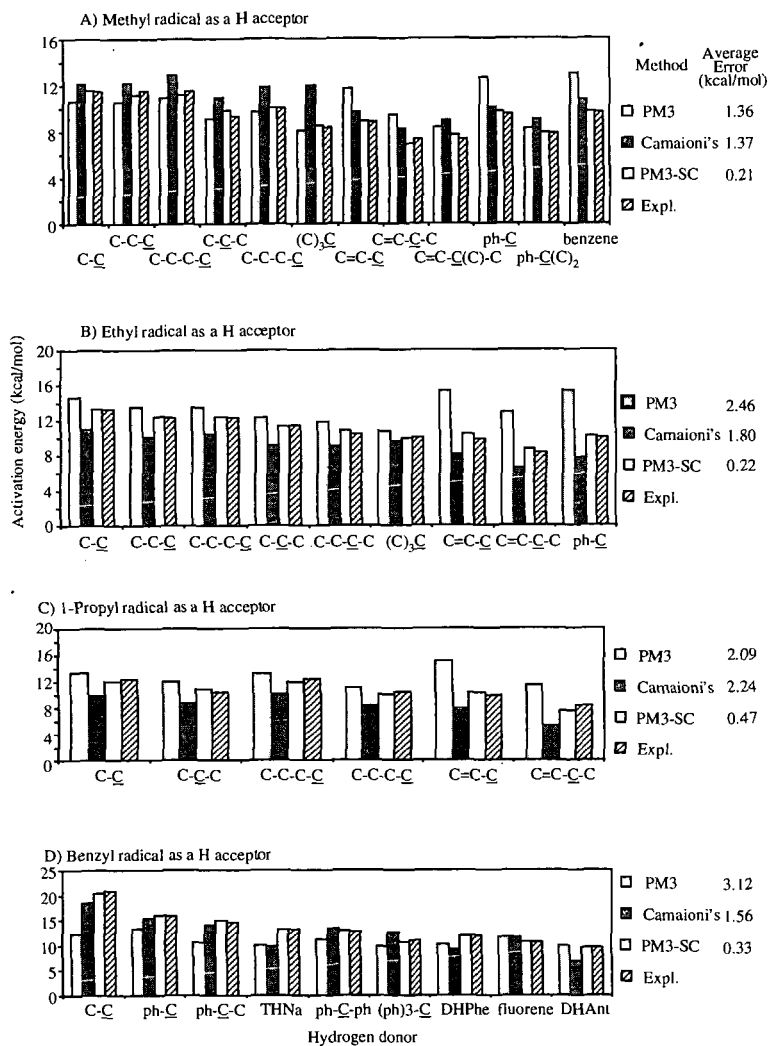 A) Methyl radical as a H acceptor
16
12
8
4
0
Method Average Error (kcal/mol)
PM3 1.36
Camaioni's 1.37
PM3-SC 0.21
Expl.
C-C-C C-C-C (C)3C C=C-C-C ph-C benzene
C-C C-C-C-C C-C-C-C C=C-C C=C-C(C)-C ph-C(C)2
B) Ethyl radical as a H acceptor
20
16
12
8
4
0
Activation energy (kcal/mol)
PM3 2.46
Camaioni's 1.80
PM3-SC 0.22
Expl.
C-C C-C-C C-C-C-C C-C-C C-C-C-C (C)3C C=C-C C=C-C-C ph-C
C) 1-Propyl radical as a H acceptor
20
16
12
8
4
0
PM3 2.09
Camaioni's 2.24
PM3-SC 0.47
Expl.
C-C C-C-C C-C-C-C C-C-C-C C=C-C C=C-C-C
D) Benzyl radical as a H acceptor
25
20
15
10
5
0
PM3 3.12
Camaioni's 1.56
PM3-SC 0.33
Expl.
C-C ph-C ph-C-C THNa ph-C-ph (ph)3-C DHPhe fluorene DHAnt
Hydrogen donor